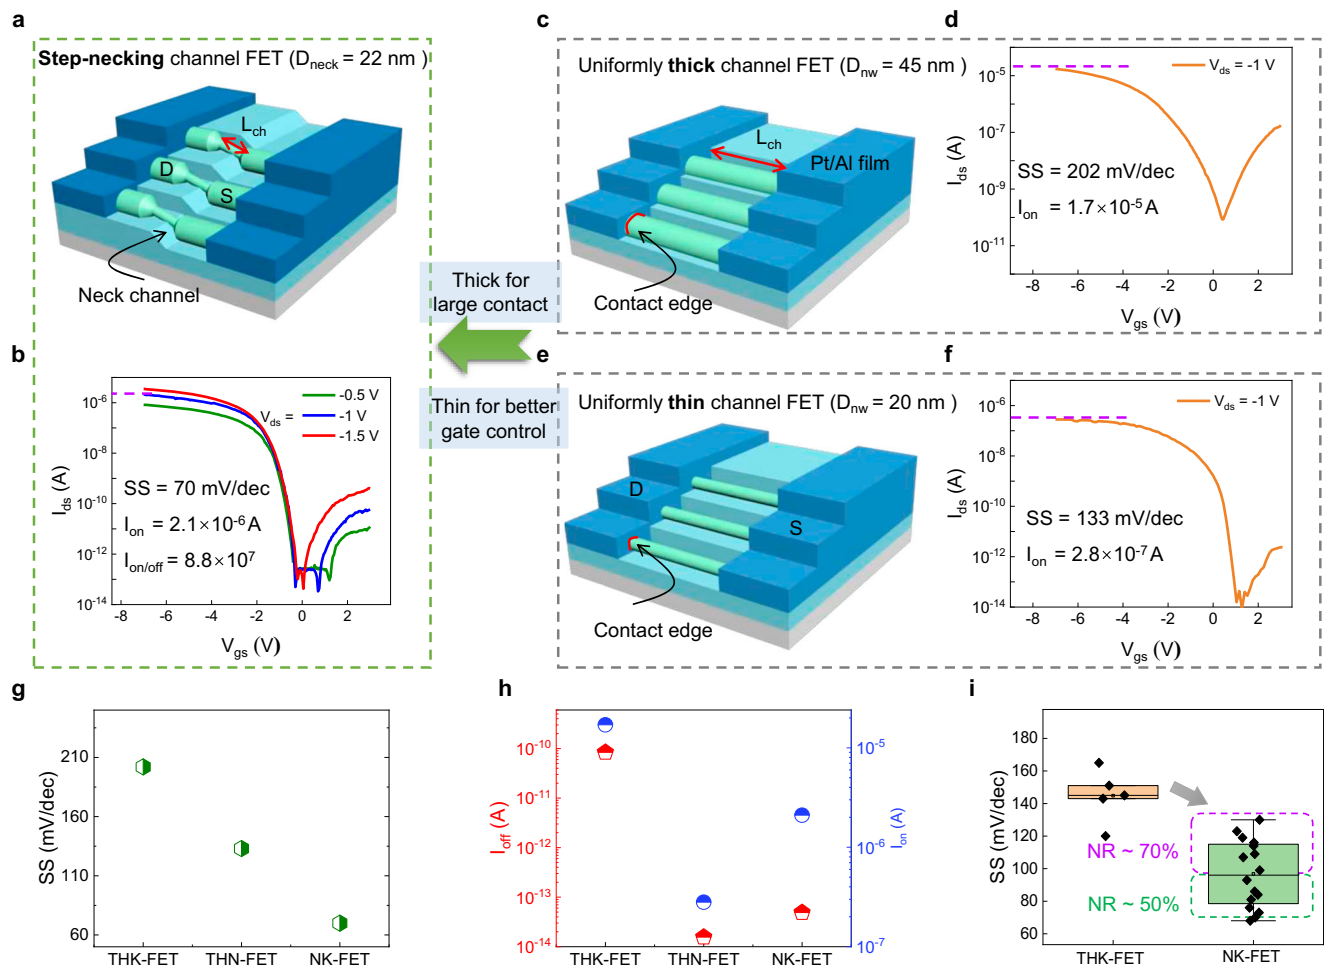 a
Step-necking channel FET (Dneck = 22 nm )
Lch
D
S
Neck channel
b
Ids (A)
10-6
10-8
10-10
10-12
10-14
Vds =
-0.5 V
-1 V
-1.5 V
SS = 70 mV/dec
Ion = 2.1×10-6A
Ion/off = 8.8×107
-8 -6 -4 -2 0 2
Vgs (V)
Thick for
large contact
Thin for better
gate control
c
Uniformly thick channel FET (Dnw = 45 nm )
Lch
Pt/Al film
Contact edge
d
Ids (A)
10-5
10-7
10-9
10-11
Vds = -1 V
SS = 202 mV/dec
Ion = 1.7×10-5A
-8 -6 -4 -2 0 2
Vgs (V)
e
Uniformly thin channel FET (Dnw = 20 nm )
D
S
Contact edge
f
Ids (A)
10-6
10-8
10-10
10-12
10-14
Vds = -1 V
SS = 133 mV/dec
Ion = 2.8×10-7A
-8 -6 -4 -2 0 2
Vgs (V)
g
SS (mV/dec)
210
160
110
60
THK-FET THN-FET NK-FET
h
Ioff (A)
10-10
10-11
10-12
10-13
10-14
Ion (A)
10-5
10-6
10-7
THK-FET THN-FET NK-FET
i
SS (mV/dec)
180
160
140
120
100
80
60
NR ~ 70%
NR ~ 50%
THK-FET NK-FET